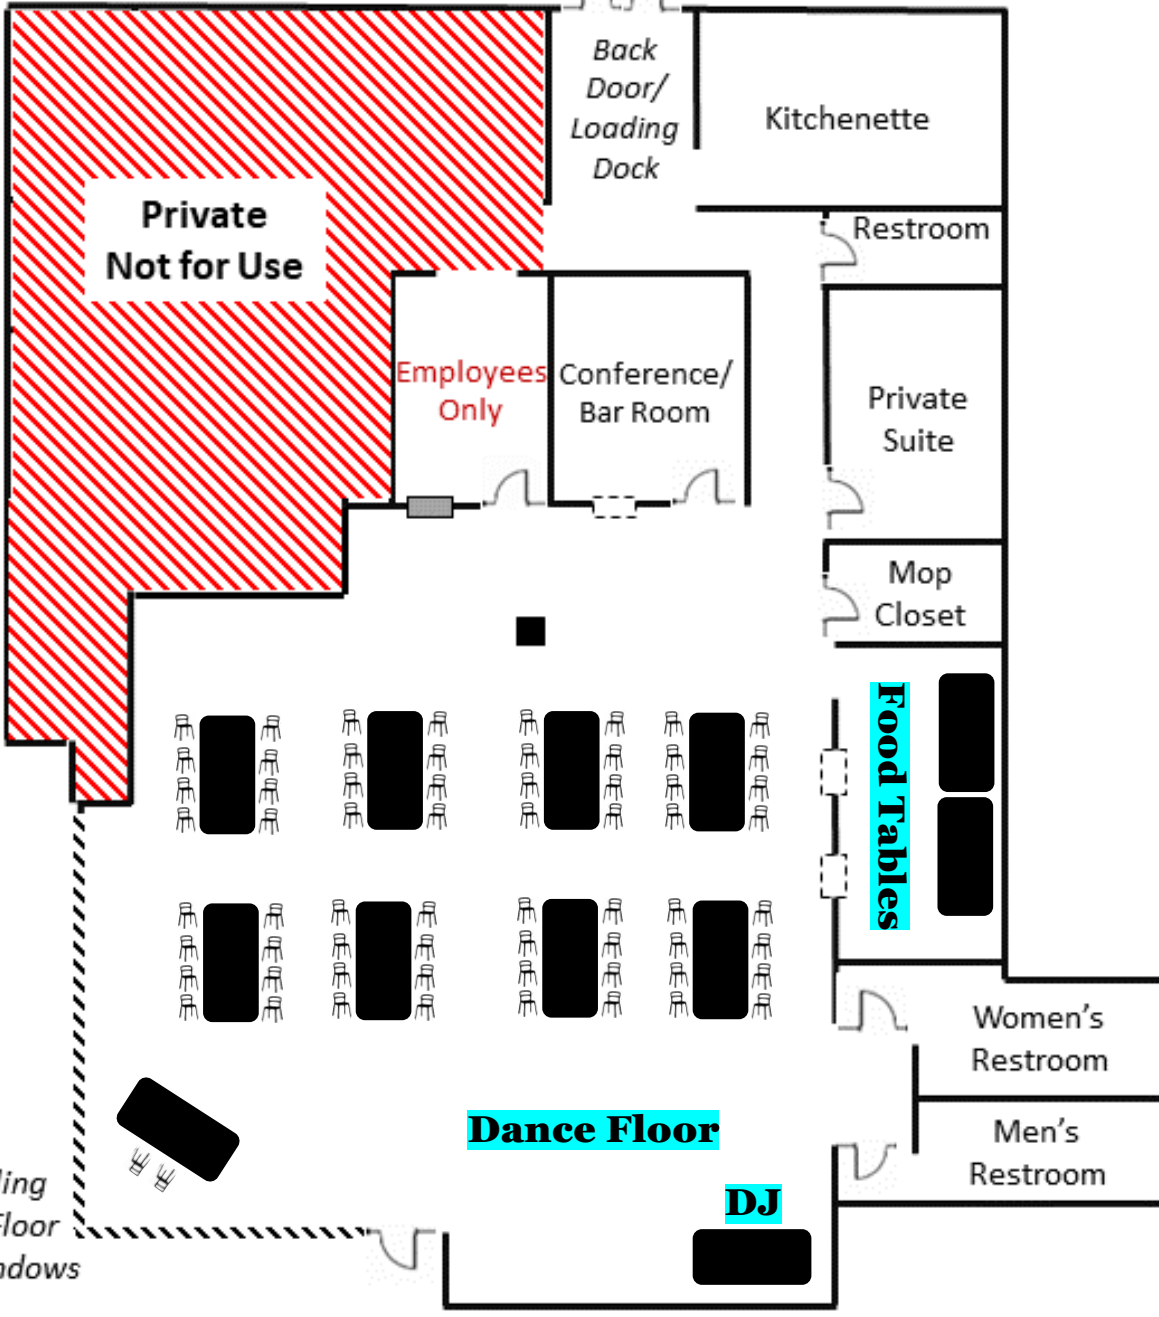 Back
Door/
Loading
Dock
Kitchenette
Private
Not for Use
Restroom
Employees
Only
Conference/
Bar Room
Private
Suite
Mop
Closet
Food Tables
Women's
Restroom
Dance Floor
Men's
Restroom
DJ